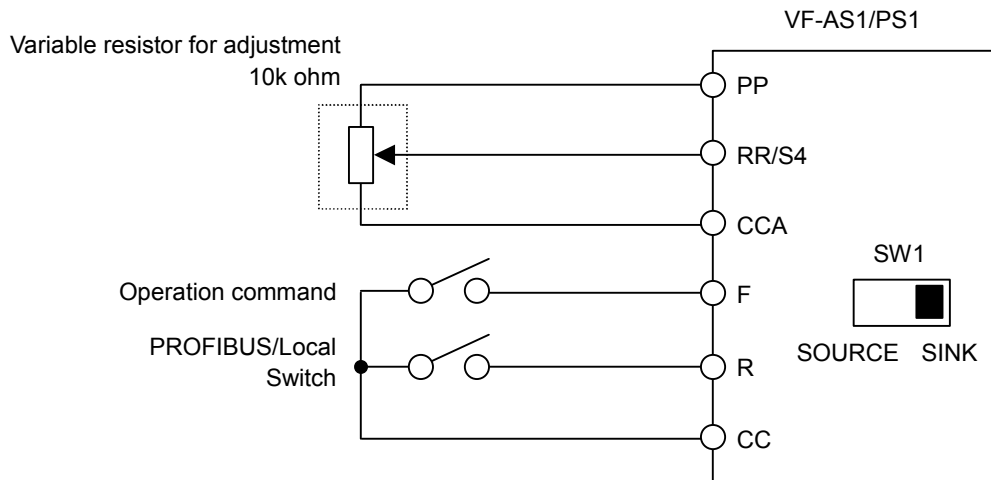 VF-AS1/PS1
Variable resistor for adjustment
10k ohm
PP
RR/S4
CCA
SW1
Operation command
F
PROFIBUS/Local
Switch
R
SOURCE SINK
CC